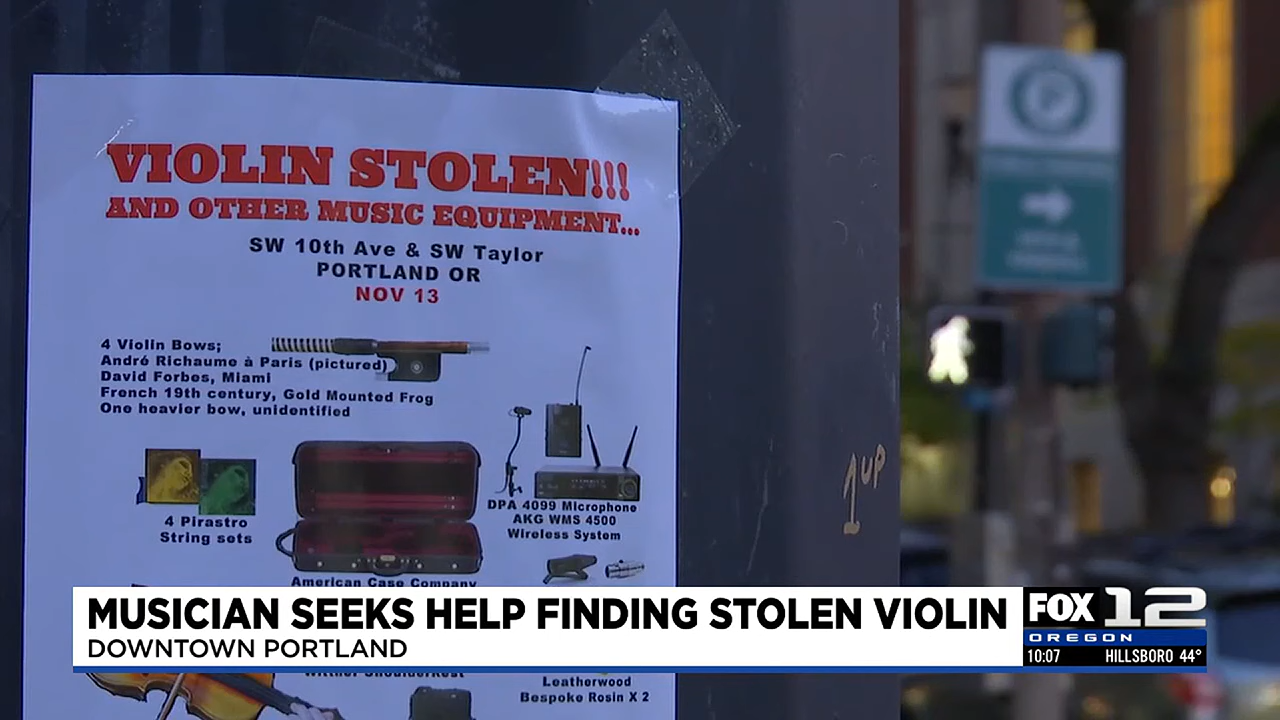 VIOLIN STOLEN!!!
AND OTHER MUSIC EQUIPMENT...
SW 10th Ave & SW Taylor
PORTLAND OR
NOV 13
4 Violin Bows;
André Richaume à Paris (pictured)
David Forbes, Miami
French 19th century, Gold Mounted Frog
One heavier bow, unidentified
4 Pirastro
String sets
DPA 4099 Microphone
AKG WMS 4500
Wireless System
American Case Company
Leatherwood
Bespoke Rosin X 2
1UP
P
MUSICIAN SEEKS HELP FINDING STOLEN VIOLIN
DOWNTOWN PORTLAND
FOX 12
OREGON
10:07 HILLSBORO 44°